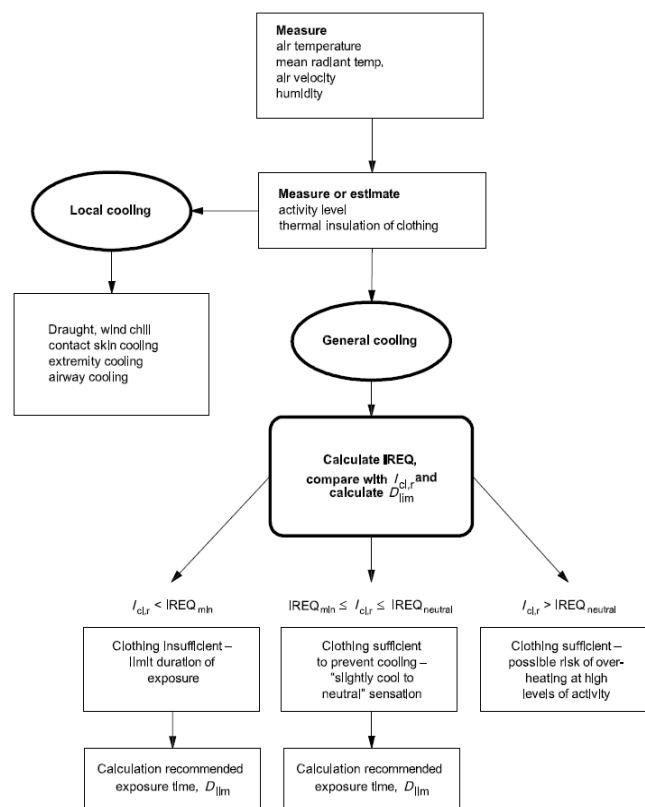 Measure
air temperature
mean radiant temp.
air velocity
humidity
Measure or estimate
activity level
thermal insulation of clothing
Local cooling
Draught, wind chill
contact skin cooling
extremity cooling
airway cooling
General cooling
Calculate IREQ,
compare with Icl,r and
calculate Dlim
Icl,r < IREQmin
IREQmin ≤ Icl,r ≤ IREQneutral
Icl,r > IREQneutral
Clothing insufficient –
limit duration of
exposure
Clothing sufficient
to prevent cooling –
"slightly cool to
neutral" sensation
Clothing sufficient –
possible risk of over-
heating at high
levels of activity
Calculation recommended
exposure time, Dlim
Calculation recommended
exposure time, Dlim